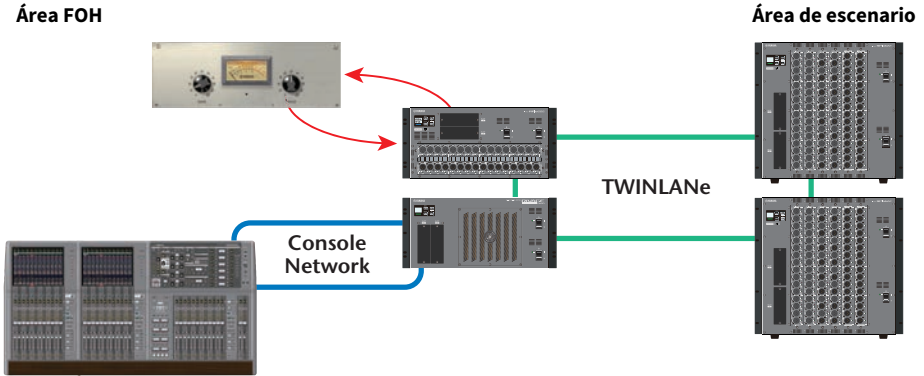 Área FOH
Área de escenario
TWINLANe
Console
Network